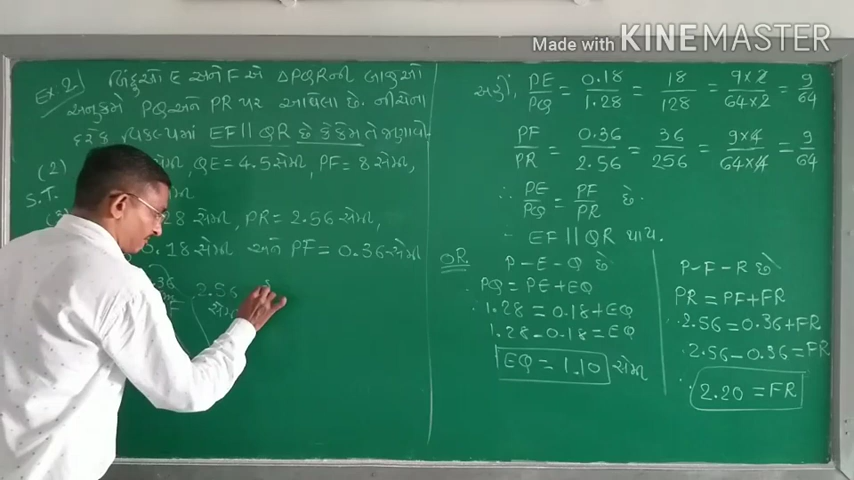 Made with KINEMASTER
Ex. 2 બિંદુઓ E અને F એ ΔPQR ની બાજુઓ
અનુક્રમે PQ અને PR પર આવેલા છે. નીચેના
દરેક વિકલ્પમાં EF || QR છે કે કેમ તે જણાવો.
(2) સેમી, QE = 4.5 સેમી, PF = 8 સેમી,
S.T. સેમી
28 સેમી, PR = 2.56 સેમી,
0.18 સેમી અને PF = 0.36 સેમી
2.56
સેમી
અહીં, PE/PQ = 0.18/1.28 = 18/128 = 9×2/64×2 = 9/64
PF/PR = 0.36/2.56 = 36/256 = 9×4/64×4 = 9/64
∴ PE/PQ = PF/PR છે.
EF || QR થાય.
OR.
P-E-Q છે
PQ = PE+EQ
1.28 = 0.18+EQ
1.28-0.18 = EQ
EQ = 1.10 સેમી
P-F-R છે
PR = PF+FR
2.56 = 0.36+FR
2.56-0.36 = FR
2.20 = FR